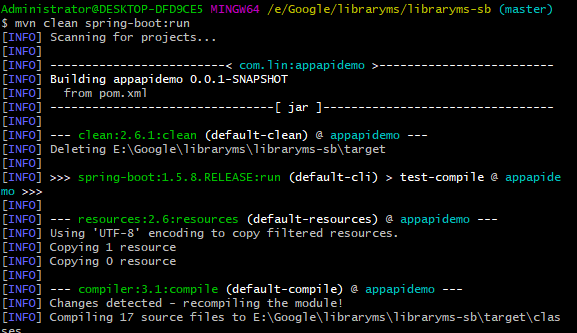 Administrator@DESKTOP-DFD9CE5 MINGW64 /e/Google/libraryms/libraryms-sb (master)
$ mvn clean spring-boot:run
[INFO] Scanning for projects...
[INFO]
[INFO] -----------------------< com.lin:appapidemo >-----------------------
[INFO] Building appapidemo 0.0.1-SNAPSHOT
[INFO]   from pom.xml
[INFO] --------------------------------[ jar ]---------------------------------
[INFO]
[INFO] --- clean:2.6.1:clean (default-clean) @ appapidemo ---
[INFO] Deleting E:\Google\libraryms\libraryms-sb\target
[INFO]
[INFO] >>> spring-boot:1.5.8.RELEASE:run (default-cli) > test-compile @ appapide
mo >>>
[INFO]
[INFO] --- resources:2.6:resources (default-resources) @ appapidemo ---
[INFO] Using 'UTF-8' encoding to copy filtered resources.
[INFO] Copying 1 resource
[INFO] Copying 0 resource
[INFO]
[INFO] --- compiler:3.1:compile (default-compile) @ appapidemo ---
[INFO] Changes detected - recompiling the module!
[INFO] Compiling 17 source files to E:\Google\libraryms\libraryms-sb\target\clas
ses